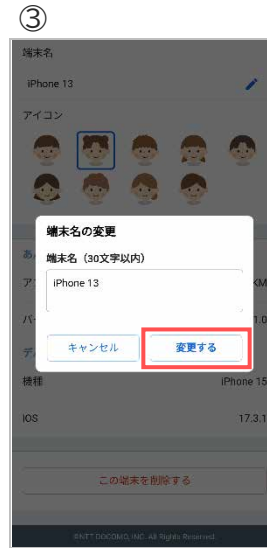 ③
端末名
iPhone 13
アイコン
端末名の変更
端末名（30文字以内）
iPhone 13
キャンセル
変更する
機種
iPhone 15
iOS
17.3.1
この端末を削除する
©NTT DOCOMO, INC. All Rights Reserved.